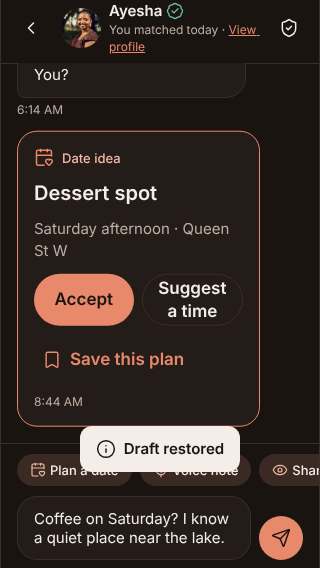 Ayesha
You matched today · View
profile
You?
6:14 AM
Date idea
Dessert spot
Saturday afternoon · Queen
St W
Accept
Suggest
a time
Save this plan
8:44 AM
Draft restored
Plan a date
Voice note
Shar
Coffee on Saturday? I know
a quiet place near the lake.